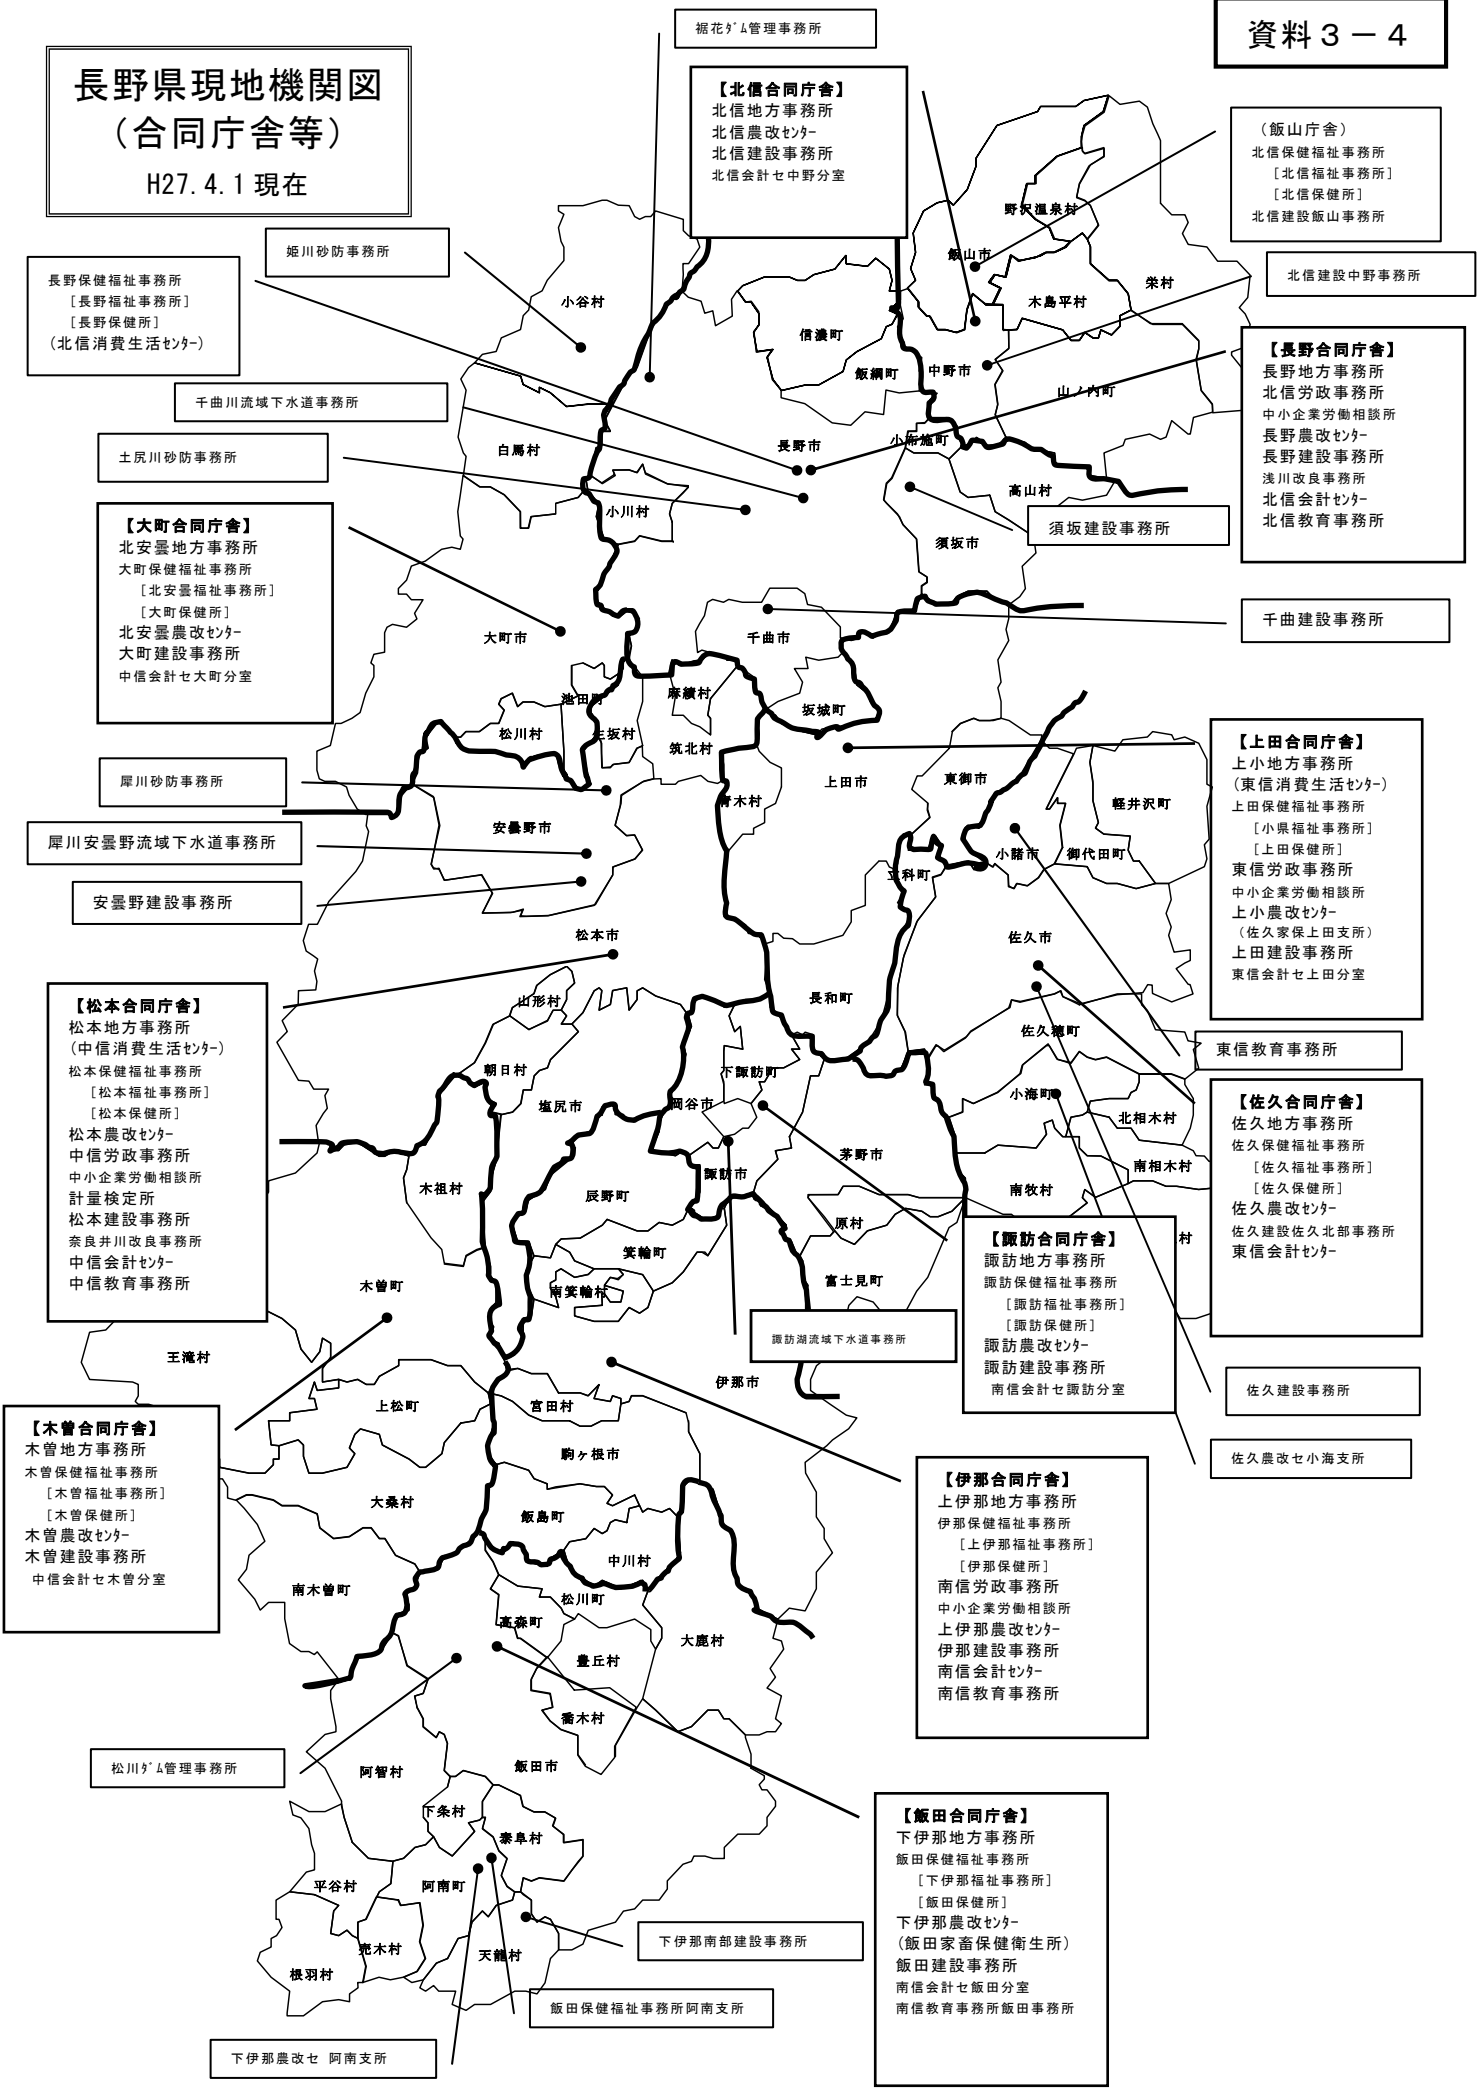 資料３－４
長野県現地機関図
（合同庁舎等）
H27.4.1現在
裾花ﾀﾞﾑ管理事務所
【北信合同庁舎】
北信地方事務所
北信農改ｾﾝﾀｰ
北信建設事務所
北信会計セ中野分室
（飯山庁舎）
北信保健福祉事務所
［北信福祉事務所］
［北信保健所］
北信建設飯山事務所
北信建設中野事務所
姫川砂防事務所
長野保健福祉事務所
［長野福祉事務所］
［長野保健所］
（北信消費生活ｾﾝﾀｰ）
千曲川流域下水道事務所
土尻川砂防事務所
【長野合同庁舎】
長野地方事務所
北信労政事務所
中小企業労働相談所
長野農改ｾﾝﾀｰ
長野建設事務所
浅川改良事務所
北信会計ｾﾝﾀｰ
北信教育事務所
須坂建設事務所
千曲建設事務所
【大町合同庁舎】
北安曇地方事務所
大町保健福祉事務所
［北安曇福祉事務所］
［大町保健所］
北安曇農改ｾﾝﾀｰ
大町建設事務所
中信会計セ大町分室
犀川砂防事務所
犀川安曇野流域下水道事務所
安曇野建設事務所
【上田合同庁舎】
上小地方事務所
（東信消費生活ｾﾝﾀｰ）
上田保健福祉事務所
［小県福祉事務所］
［上田保健所］
東信労政事務所
中小企業労働相談所
上小農改ｾﾝﾀｰ
（佐久家保上田支所）
上田建設事務所
東信会計セ上田分室
東信教育事務所
【松本合同庁舎】
松本地方事務所
（中信消費生活ｾﾝﾀｰ）
松本保健福祉事務所
［松本福祉事務所］
［松本保健所］
松本農改ｾﾝﾀｰ
中信労政事務所
中小企業労働相談所
計量検定所
松本建設事務所
奈良井川改良事務所
中信会計ｾﾝﾀｰ
中信教育事務所
【佐久合同庁舎】
佐久地方事務所
佐久保健福祉事務所
［佐久福祉事務所］
［佐久保健所］
佐久農改ｾﾝﾀｰ
佐久建設佐久北部事務所
東信会計ｾﾝﾀｰ
【諏訪合同庁舎】
諏訪地方事務所
諏訪保健福祉事務所
［諏訪福祉事務所］
［諏訪保健所］
諏訪農改ｾﾝﾀｰ
諏訪建設事務所
南信会計セ諏訪分室
諏訪湖流域下水道事務所
佐久建設事務所
佐久農改セ小海支所
【木曽合同庁舎】
木曽地方事務所
木曽保健福祉事務所
［木曽福祉事務所］
［木曽保健所］
木曽農改ｾﾝﾀｰ
木曽建設事務所
中信会計セ木曽分室
【伊那合同庁舎】
上伊那地方事務所
伊那保健福祉事務所
［上伊那福祉事務所］
［伊那保健所］
南信労政事務所
中小企業労働相談所
上伊那農改ｾﾝﾀｰ
伊那建設事務所
南信会計ｾﾝﾀｰ
南信教育事務所
松川ﾀﾞﾑ管理事務所
【飯田合同庁舎】
下伊那地方事務所
飯田保健福祉事務所
［下伊那福祉事務所］
［飯田保健所］
下伊那農改ｾﾝﾀｰ
（飯田家畜保健衛生所）
飯田建設事務所
南信会計セ飯田分室
南信教育事務所飯田事務所
下伊那南部建設事務所
飯田保健福祉事務所阿南支所
下伊那農改セ 阿南支所
野沢温泉村
飯山市
栄村
木島平村
小谷村
信濃町
飯綱町
中野市
山ノ内町
長野市
小布施町
白馬村
高山村
小川村
須坂市
大町市
千曲市
麻績村
池田町
坂城町
松川村
生坂村
筑北村
上田市
東御市
青木村
軽井沢町
安曇野市
小諸市
御代田町
立科町
松本市
佐久市
山形村
長和町
佐久穂町
朝日村
下諏訪町
塩尻市
岡谷市
小海町
北相木村
茅野市
諏訪市
南相木村
木祖村
辰野町
南牧村
原村
村
箕輪町
富士見町
木曽町
南箕輪村
王滝村
伊那市
上松町
宮田村
駒ヶ根市
大桑村
飯島町
中川村
南木曽町
松川町
高森町
大鹿村
豊丘村
喬木村
阿智村
飯田市
下条村
泰阜村
平谷村
阿南町
売木村
天龍村
根羽村